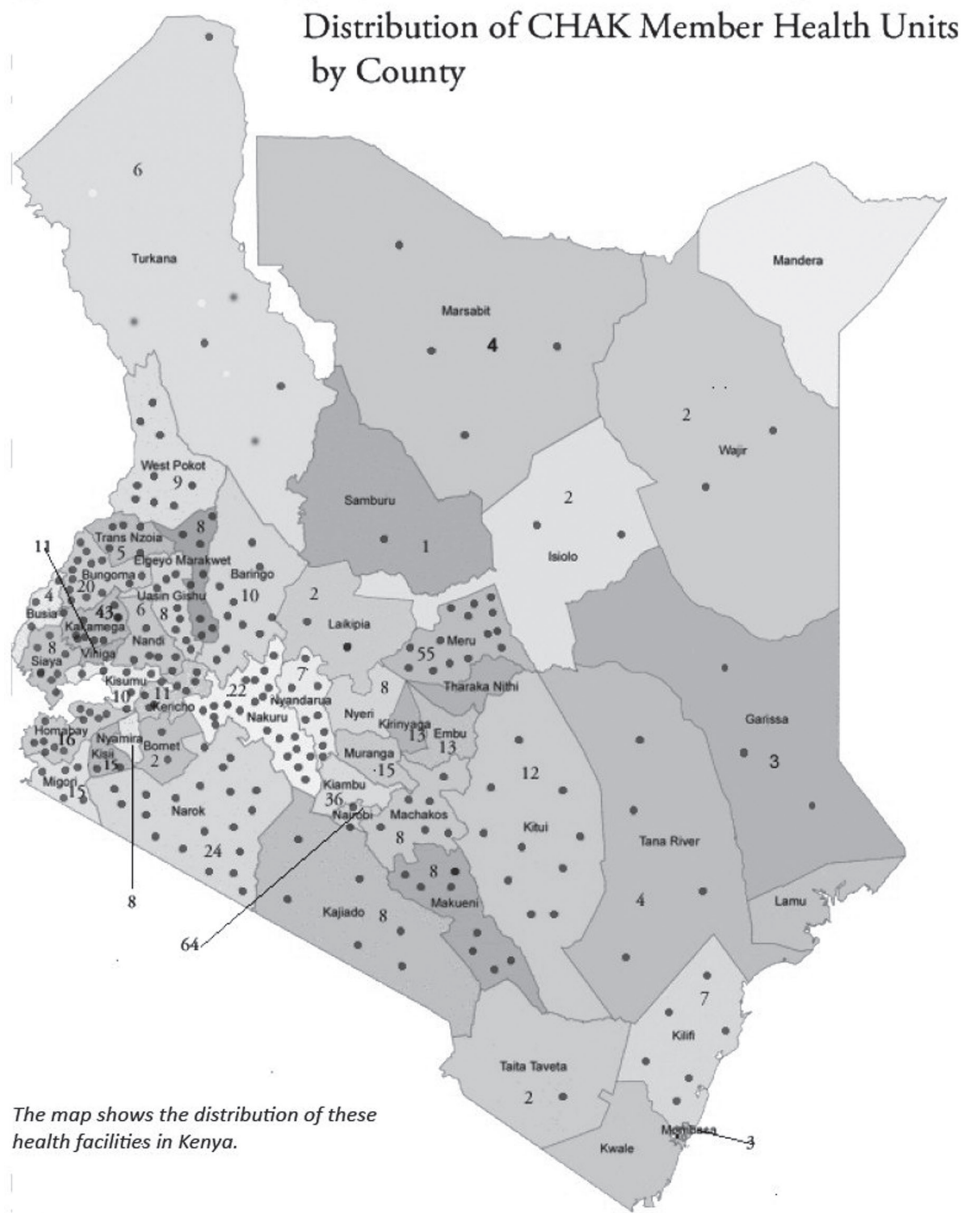 Distribution of CHAK Member Health Units
by County
6
Turkana
Mandera
Marsabit
4
2
Wajir
West Pokot
9
Samburu
1
2
Isiolo
11
Trans Nzoia
5
8
Elgeyo Marakwet
Bungoma
20
Baringo
10
4
Busia
Uasin Gishu
43
Kakamega
6
8
Nandi
2
Laikipia
8
Siaya
Vihiga
55
Meru
Tharaka Nithi
Kisumu
10
11
Kericho
22
Nakuru
7
Nyandarua
8
Nyeri
Kirinyaga
13
Embu
13
Garissa
3
Homabay
16
Nyamira
Kisii
15
Bomet
2
Muranga
15
Migori
15
Narok
24
Kiambu
36
Nairobi
Machakos
8
12
Kitui
Tana River
4
8
64
8
Makueni
Kajiado
8
Lamu
7
Kilifi
Taita Taveta
2
Mombasa
3
Kwale
The map shows the distribution of these
health facilities in Kenya.